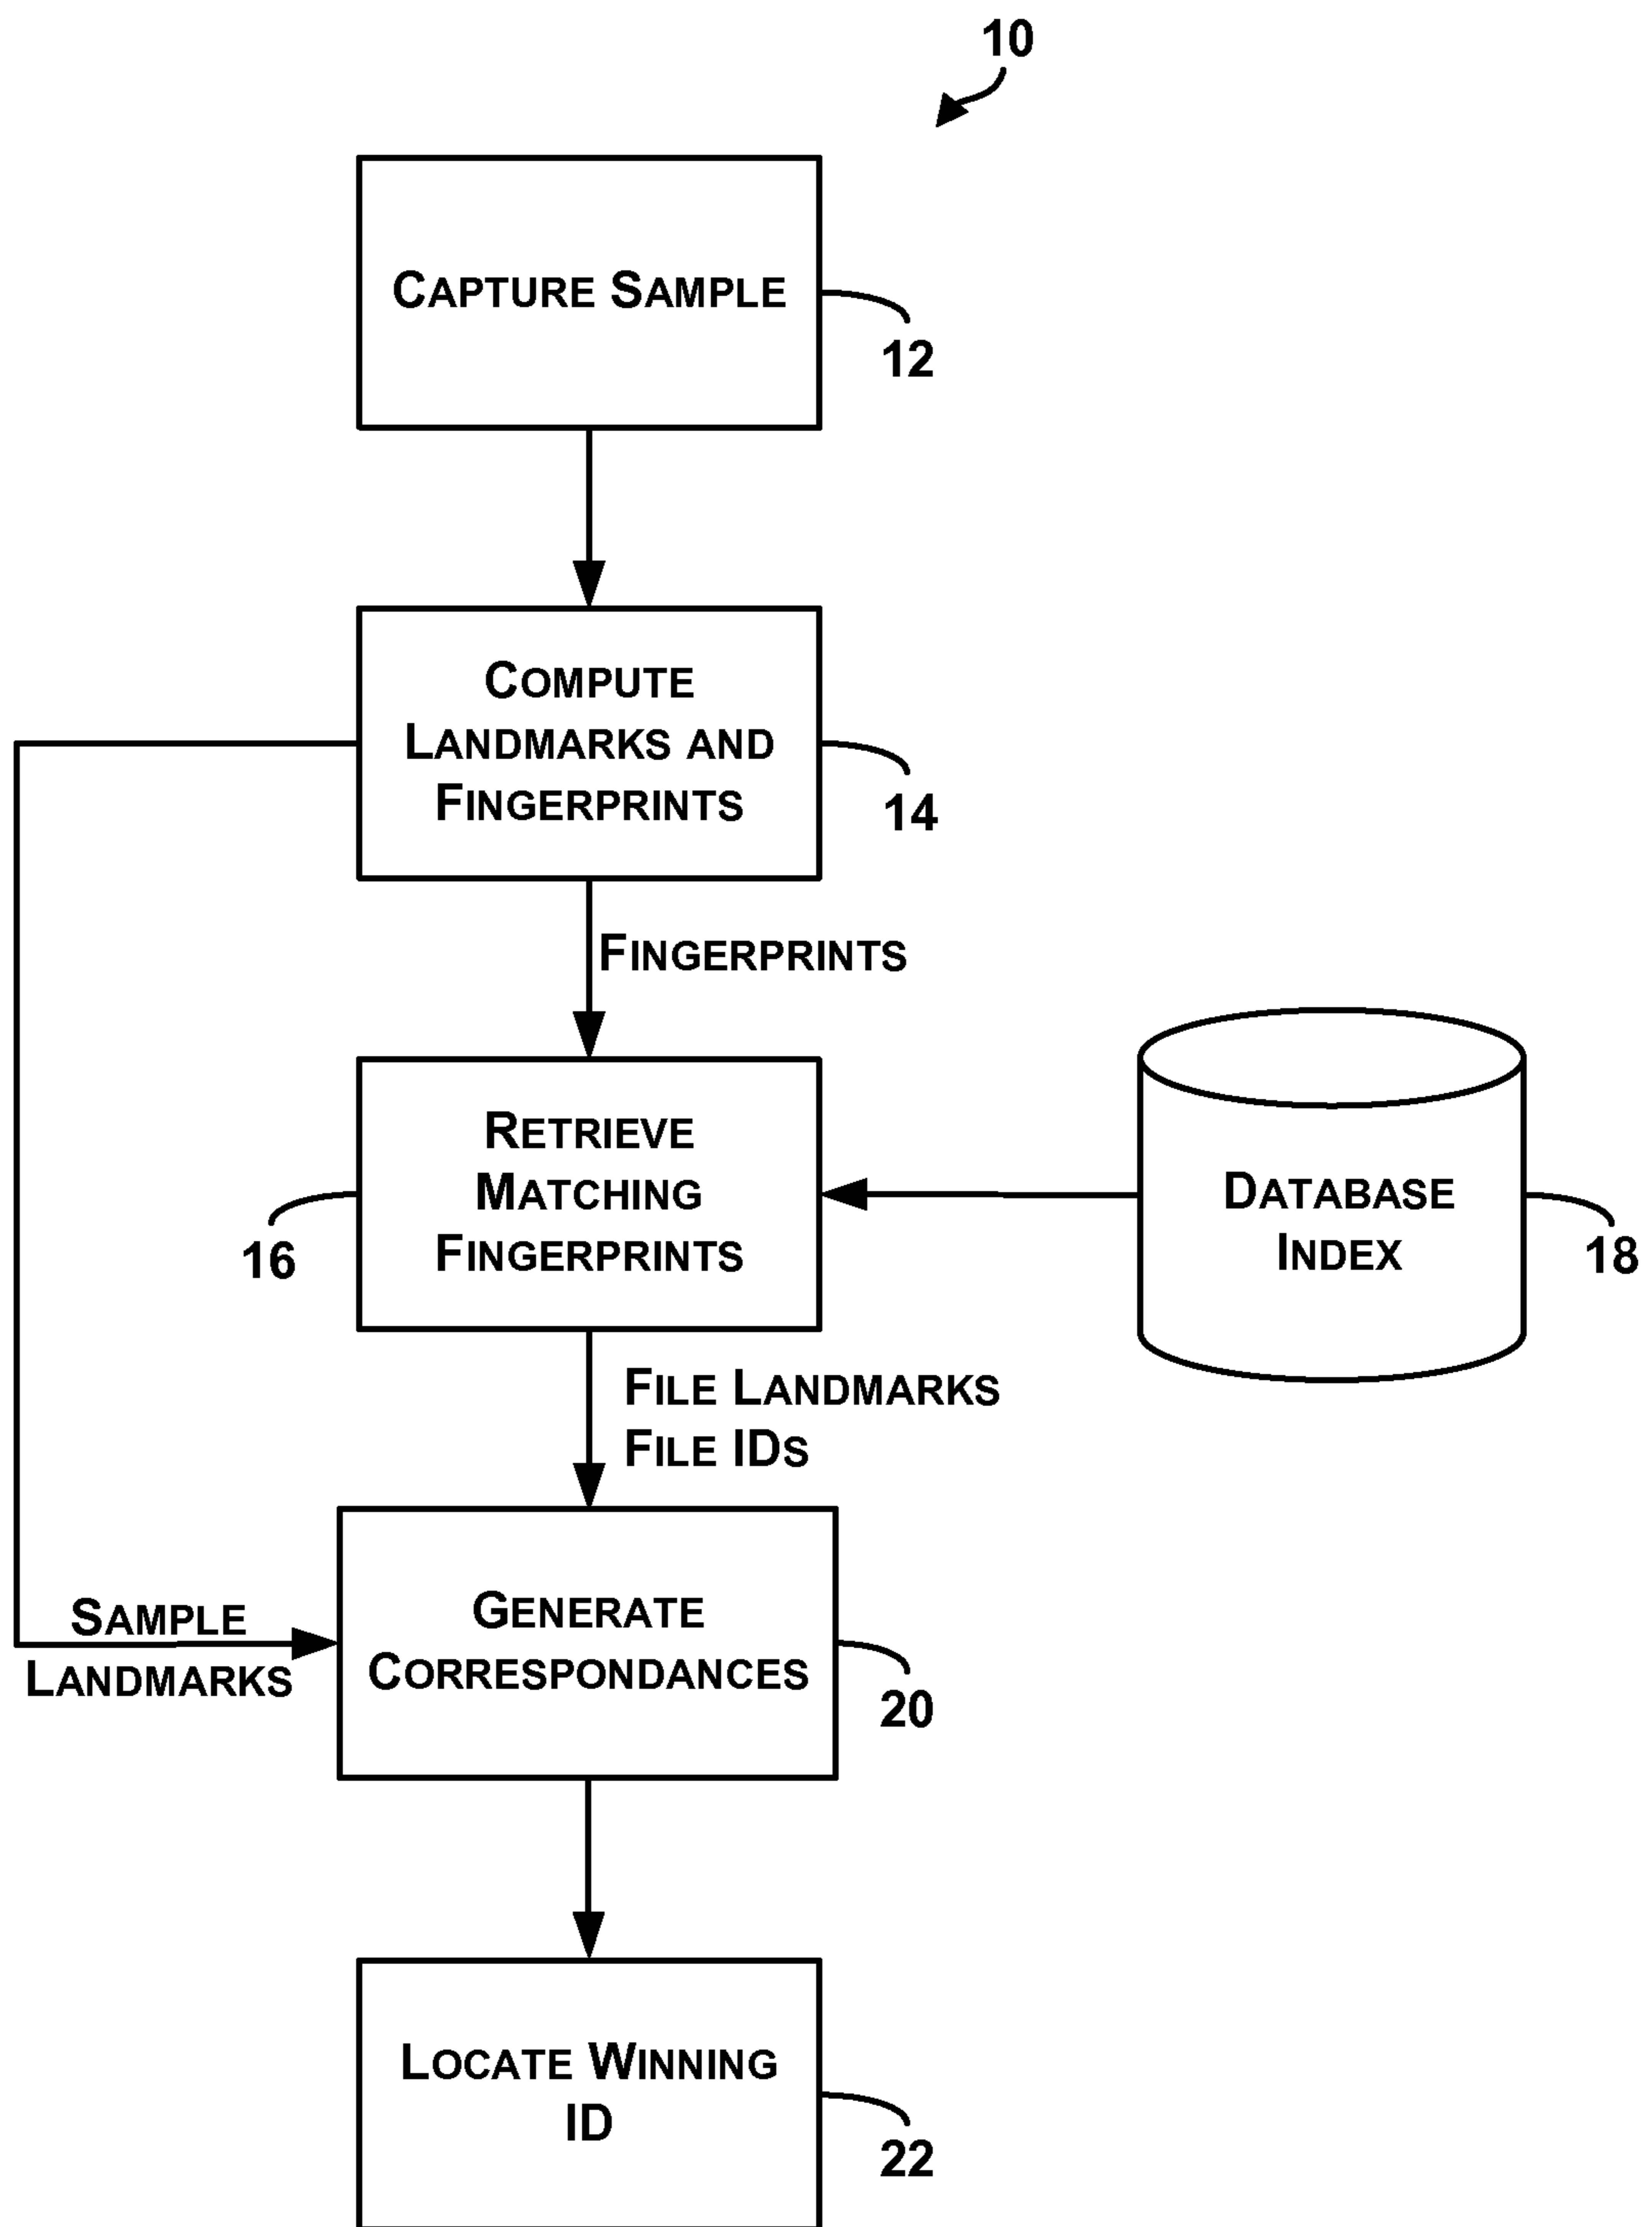 10
CAPTURE SAMPLE
12
COMPUTE
LANDMARKS AND
FINGERPRINTS
14
FINGERPRINTS
RETRIEVE
MATCHING
FINGERPRINTS
16
DATABASE
INDEX
18
FILE LANDMARKS
FILE IDS
SAMPLE
LANDMARKS
GENERATE
CORRESPONDANCES
20
LOCATE WINNING
ID
22